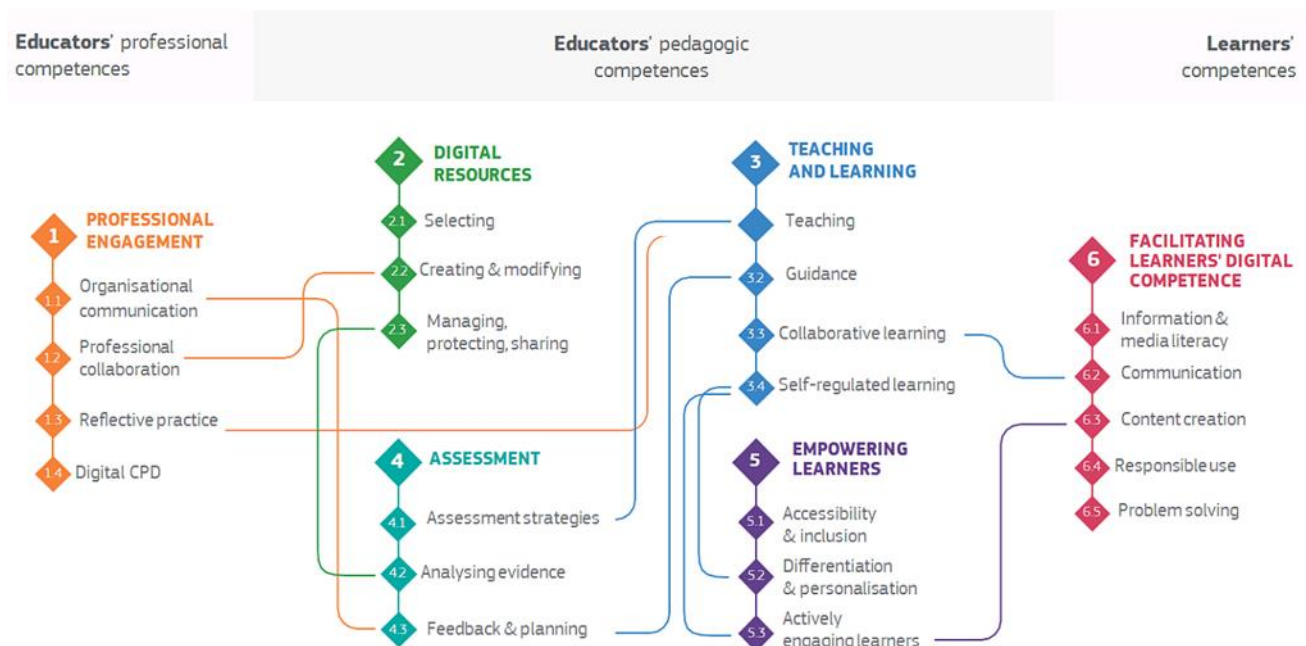 Educators' professional
competences
Educators' pedagogic
competences
Learners'
competences
1
PROFESSIONAL
ENGAGEMENT
1.1
Organisational
communication
1.2
Professional
collaboration
1.3
Reflective practice
1.4
Digital CPD
2
DIGITAL
RESOURCES
2.1
Selecting
2.2
Creating & modifying
2.3
Managing,
protecting, sharing
4
ASSESSMENT
4.1
Assessment strategies
4.2
Analysing evidence
4.3
Feedback & planning
3
TEACHING
AND LEARNING
Teaching
3.2
Guidance
3.3
Collaborative learning
3.4
Self-regulated learning
5
EMPOWERING
LEARNERS
5.1
Accessibility
& inclusion
5.2
Differentiation
& personalisation
5.3
Actively
engaging learners
6
FACILITATING
LEARNERS' DIGITAL
COMPETENCE
6.1
Information &
media literacy
6.2
Communication
6.3
Content creation
6.4
Responsible use
6.5
Problem solving